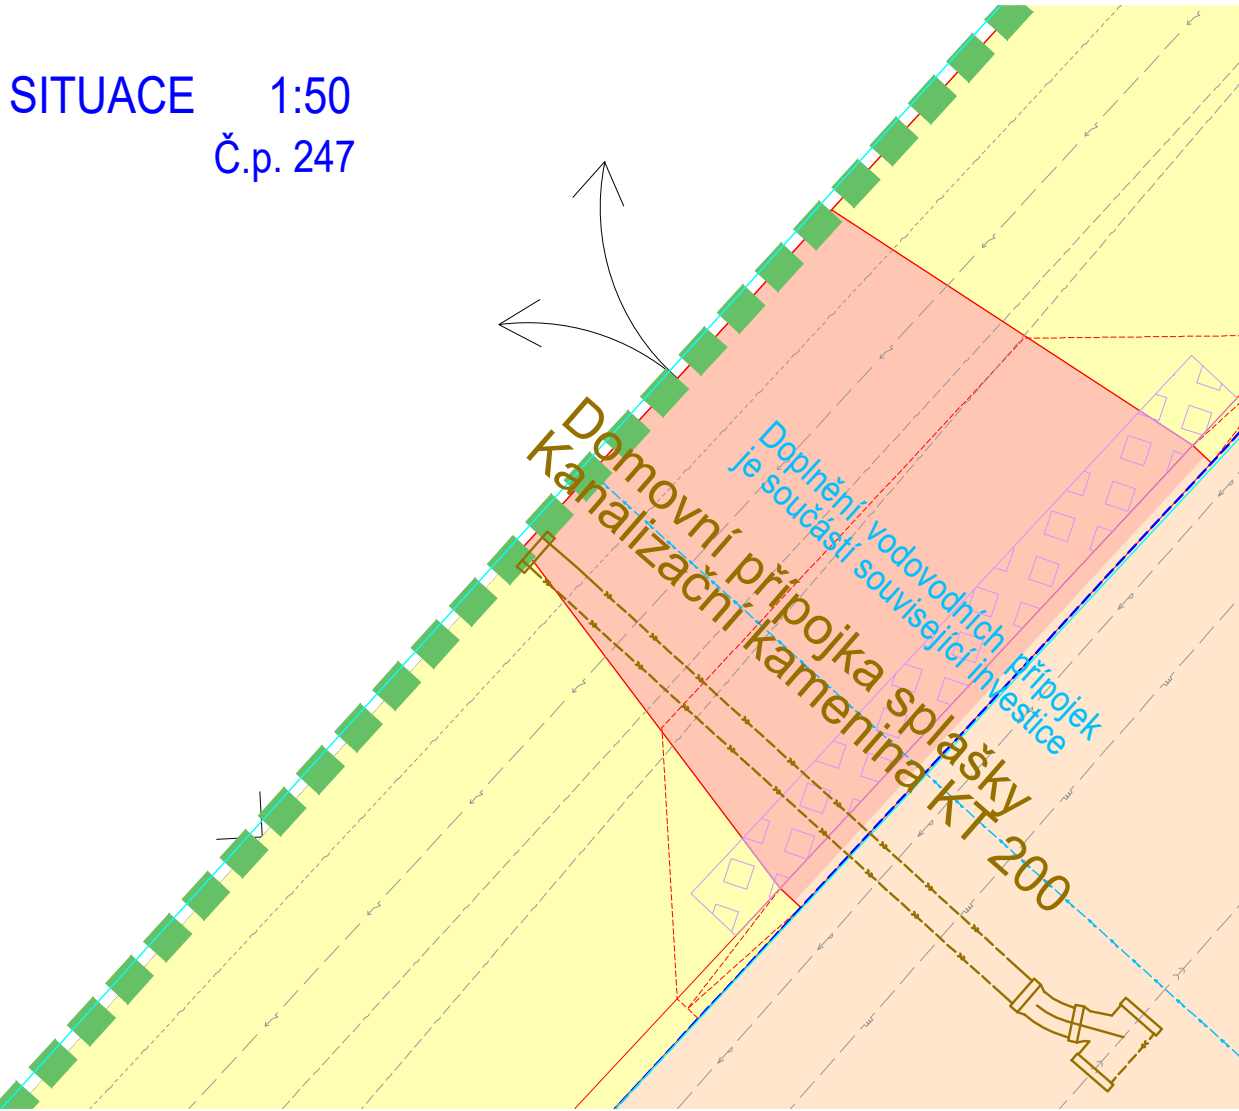 SITUACE 1:50
Č.p. 247
Domovní přípojka splašky
Kanalizační kamenina KT 200
Doplnění vodovodních přípojek
je součástí související investice